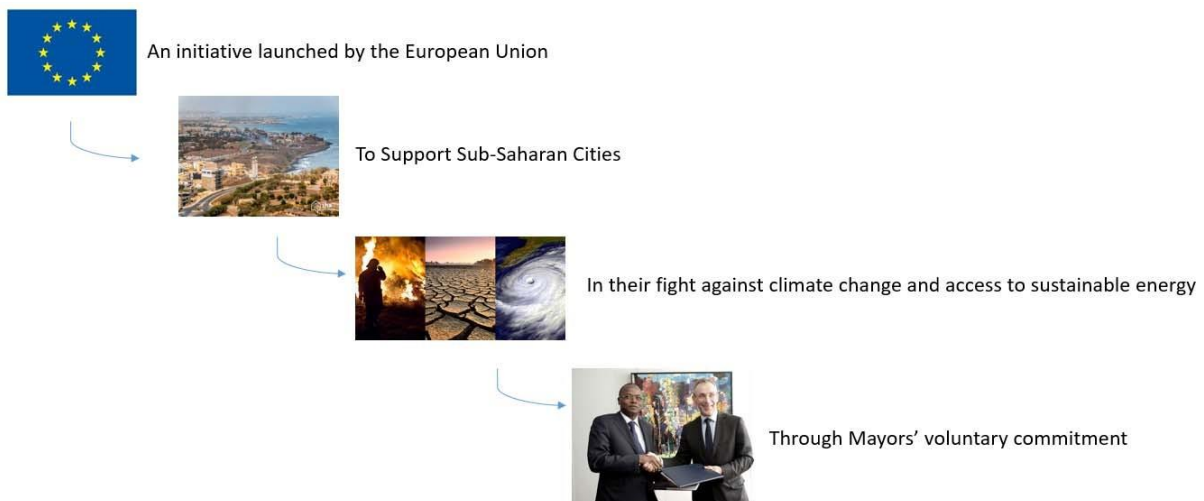 An initiative launched by the European Union
To Support Sub-Saharan Cities
In their fight against climate change and access to sustainable energy
Through Mayors’ voluntary commitment